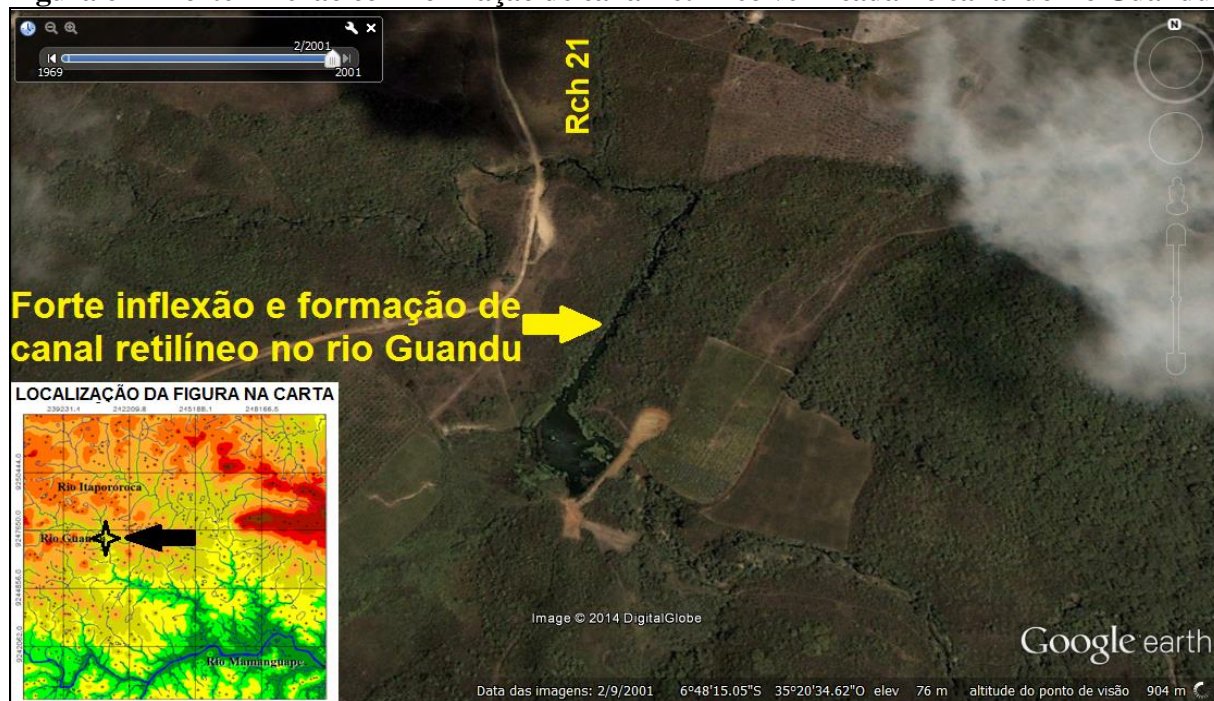 2/2001
1969
2001
Rch 21
N
Forte inflexão e formação de
canal retilíneo no rio Guandu
LOCALIZAÇÃO DA FIGURA NA CARTA
239231.4 242209.8 245188.1 248166.5
9250444.0
Rio Itapororoca
9247650.0
Rio Guandu
9244856.0
9242062.0
Rio Mamanguape
Image © 2014 DigitalGlobe
Google earth
Data das imagens: 2/9/2001 6°48'15.05"S 35°20'34.62"O elev 76 m altitude do ponto de visão 904 m